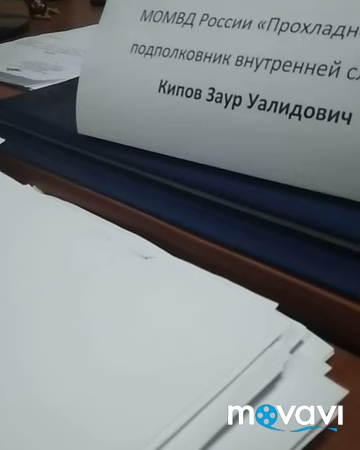 МОМВД России «Прохладн
подполковник внутренней сл
Кипов Заур Уалидович
movavi